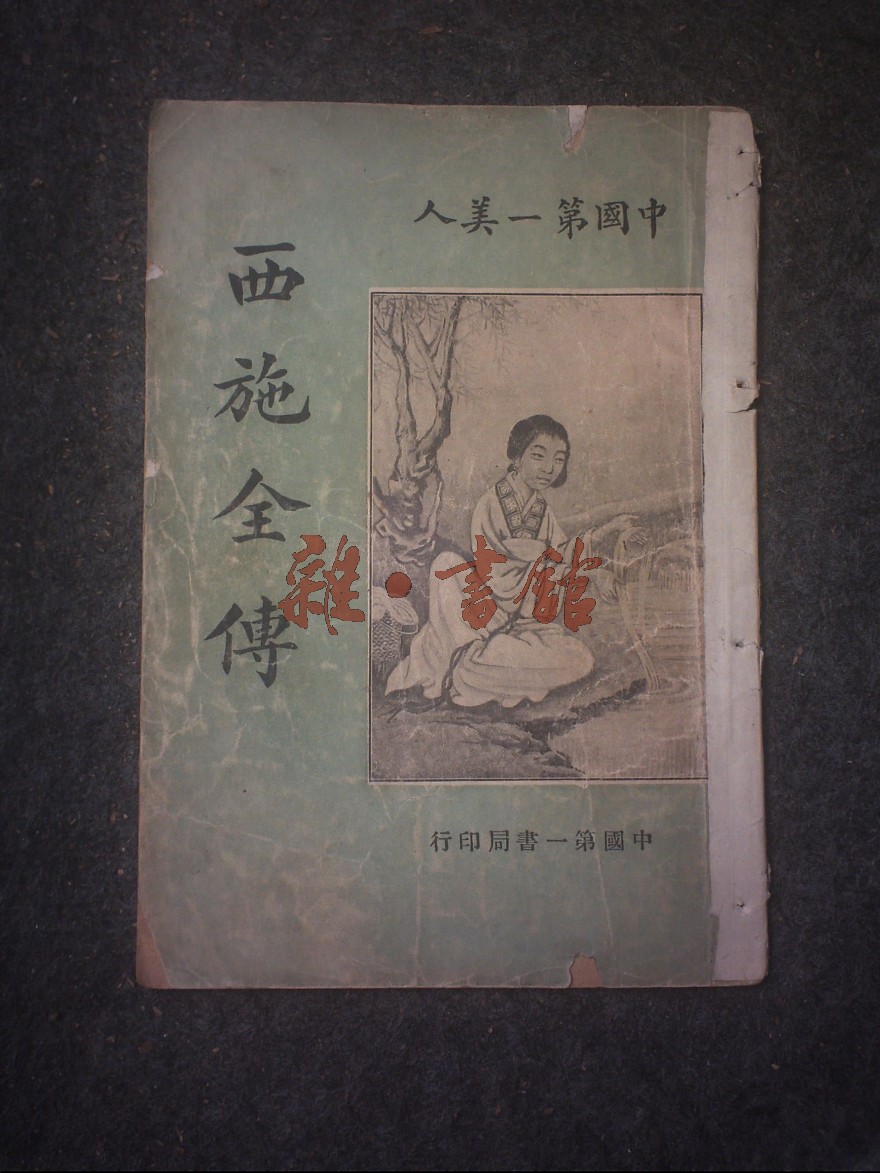 中國第一美人
西施全傳
雜·書館
中國第一書局印行